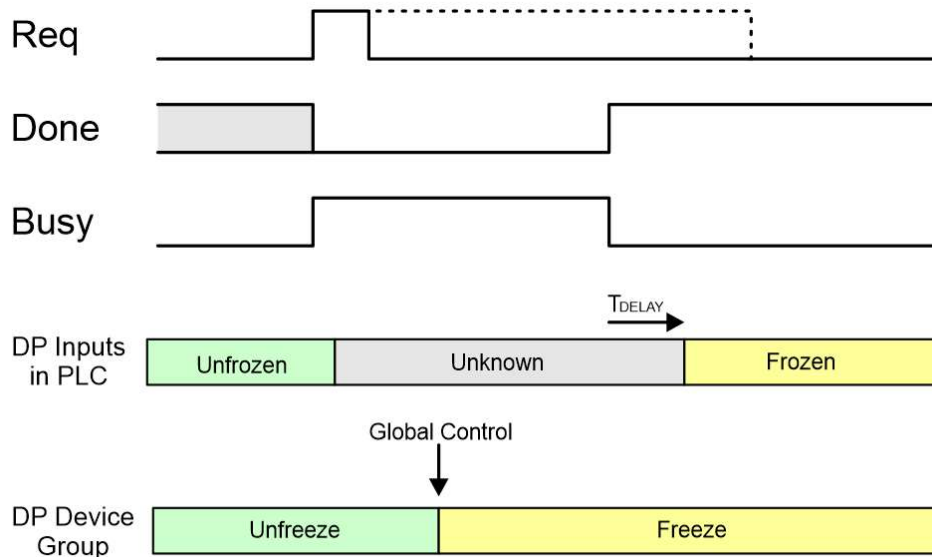 Req
Done
Busy
TDELAY
DP Inputs
in PLC
Unfrozen
Unknown
Frozen
Global Control
DP Device
Group
Unfreeze
Freeze